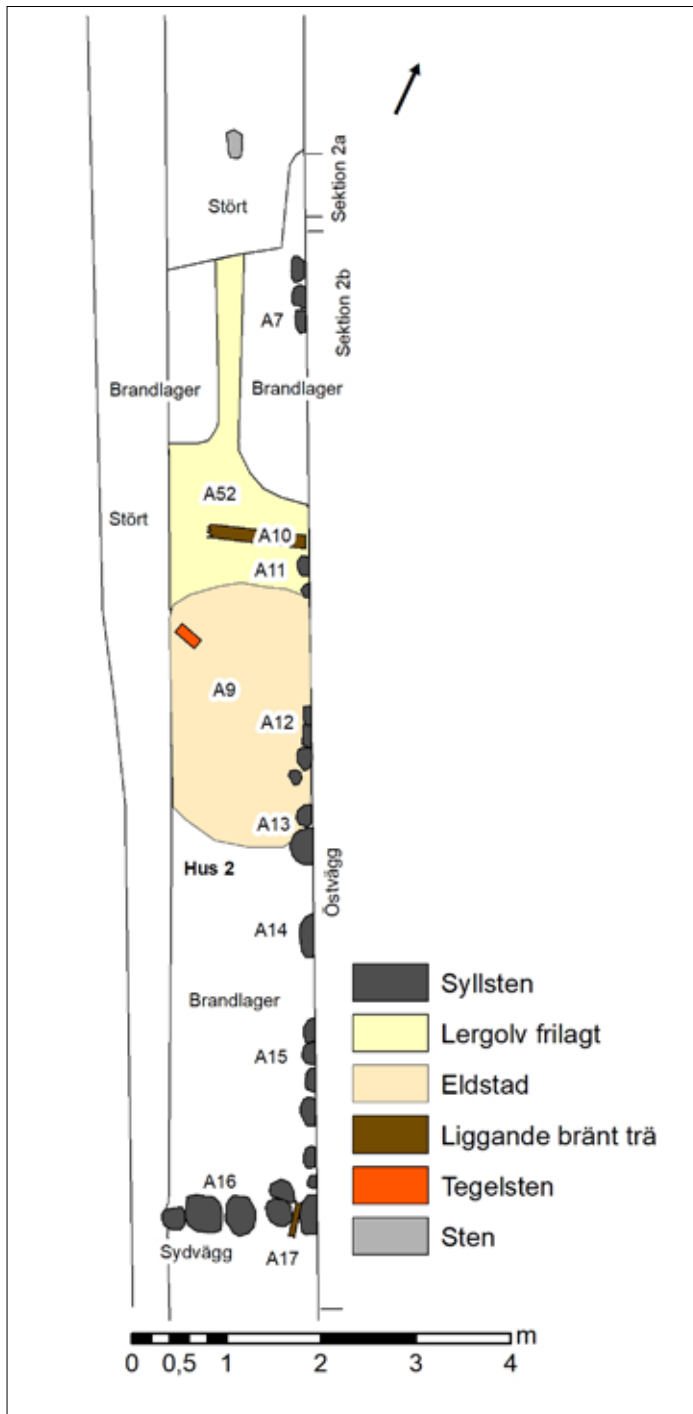 Sektion 2a
Stört
Sektion 2b
A7
Brandlager
Brandlager
A52
Stört
A10
A11
A9
A12
A13
Hus 2
Östvägg
A14
Brandlager
A15
A16
Sydvägg
A17
Syllsten
Lergolv frilagt
Eldstad
Liggande bränt trä
Tegelsten
Sten
m
0 0,5 1 2 3 4